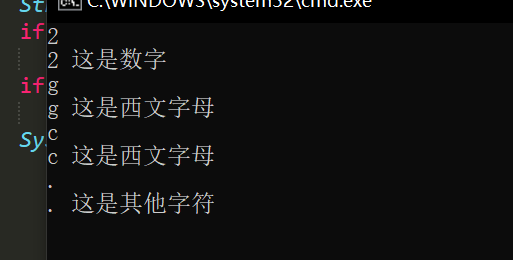 C:\WINDOWS\system32\cmd.exe
St
if
if
Sy
2
2 这是数字
g
g 这是西文字母
c
c 这是西文字母
.
. 这是其他字符